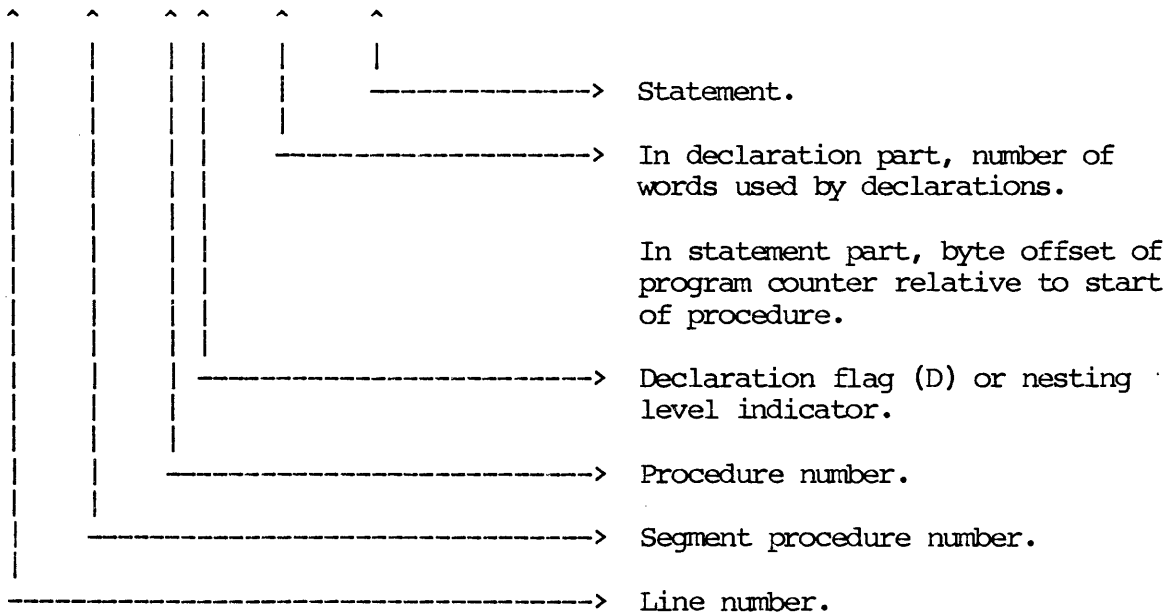 Statement.
In declaration part, number of
words used by declarations.
In statement part, byte offset of
program counter relative to start
of procedure.
Declaration flag (D) or nesting
level indicator.
Procedure number.
Segment procedure number.
Line number.